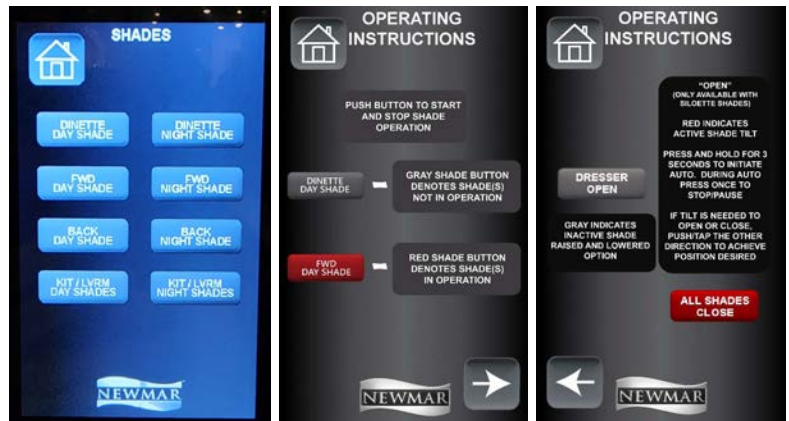 SHADES
DINETTE
DAY SHADE
DINETTE
NIGHT SHADE
FWD
DAY SHADE
FWD
NIGHT SHADE
BACK
DAY SHADE
BACK
NIGHT SHADE
KIT / LVRM
DAY SHADES
KIT / LVRM
NIGHT SHADES
NEWMAR
OPERATING
INSTRUCTIONS
PUSH BUTTON TO START
AND STOP SHADE
OPERATION
DINETTE
DAY SHADE
GRAY SHADE BUTTON
DENOTES SHADE(S)
NOT IN OPERATION
FWD
DAY SHADE
RED SHADE BUTTON
DENOTES SHADE(S)
IN OPERATION
NEWMAR
OPERATING
INSTRUCTIONS
"OPEN"
(ONLY AVAILABLE WITH
SILOETTE SHADES)
RED INDICATES
ACTIVE SHADE TILT
PRESS AND HOLD FOR 3
SECONDS TO INITIATE
AUTO. DURING AUTO
PRESS ONCE TO
STOP/PAUSE
IF TILT IS NEEDED TO
OPEN OR CLOSE,
PUSH/TAP THE OTHER
DIRECTION TO ACHIEVE
POSITION DESIRED
DRESSER
OPEN
GRAY INDICATES
INACTIVE SHADE
RAISED AND LOWERED
OPTION
ALL SHADES
CLOSE
NEWMAR